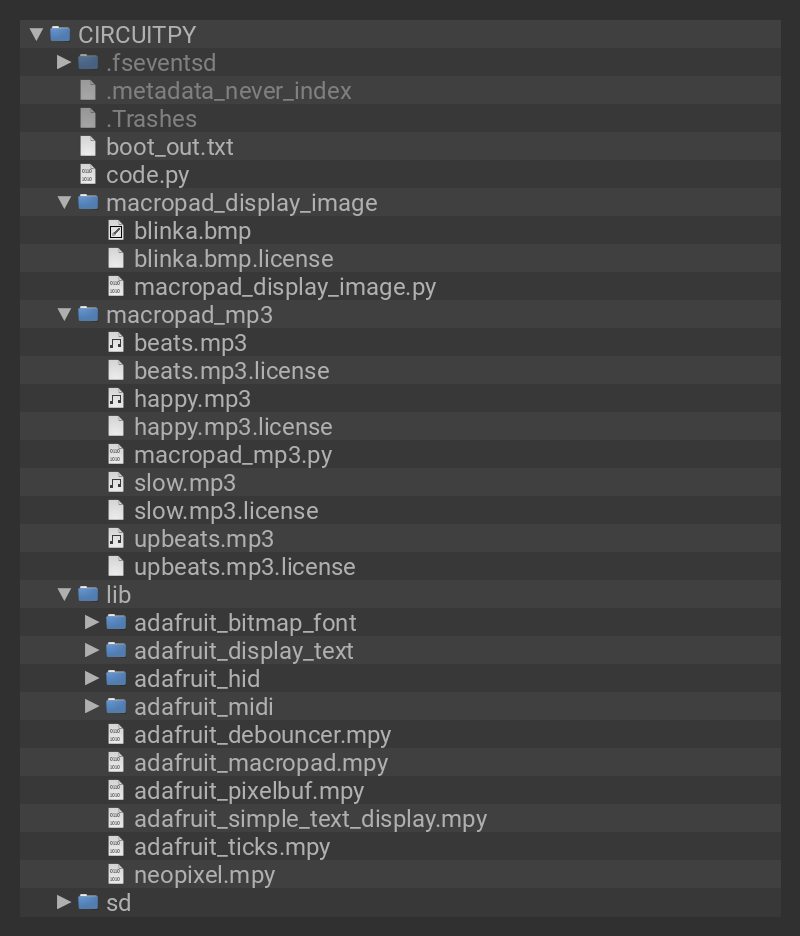 CIRCUITPY
.fseventsd
.metadata_never_index
.Trashes
boot_out.txt
code.py
macropad_display_image
blinka.bmp
blinka.bmp.license
macropad_display_image.py
macropad_mp3
beats.mp3
beats.mp3.license
happy.mp3
happy.mp3.license
macropad_mp3.py
slow.mp3
slow.mp3.license
upbeats.mp3
upbeats.mp3.license
lib
adafruit_bitmap_font
adafruit_display_text
adafruit_hid
adafruit_midi
adafruit_debouncer.mpy
adafruit_macropad.mpy
adafruit_pixelbuf.mpy
adafruit_simple_text_display.mpy
adafruit_ticks.mpy
neopixel.mpy
sd